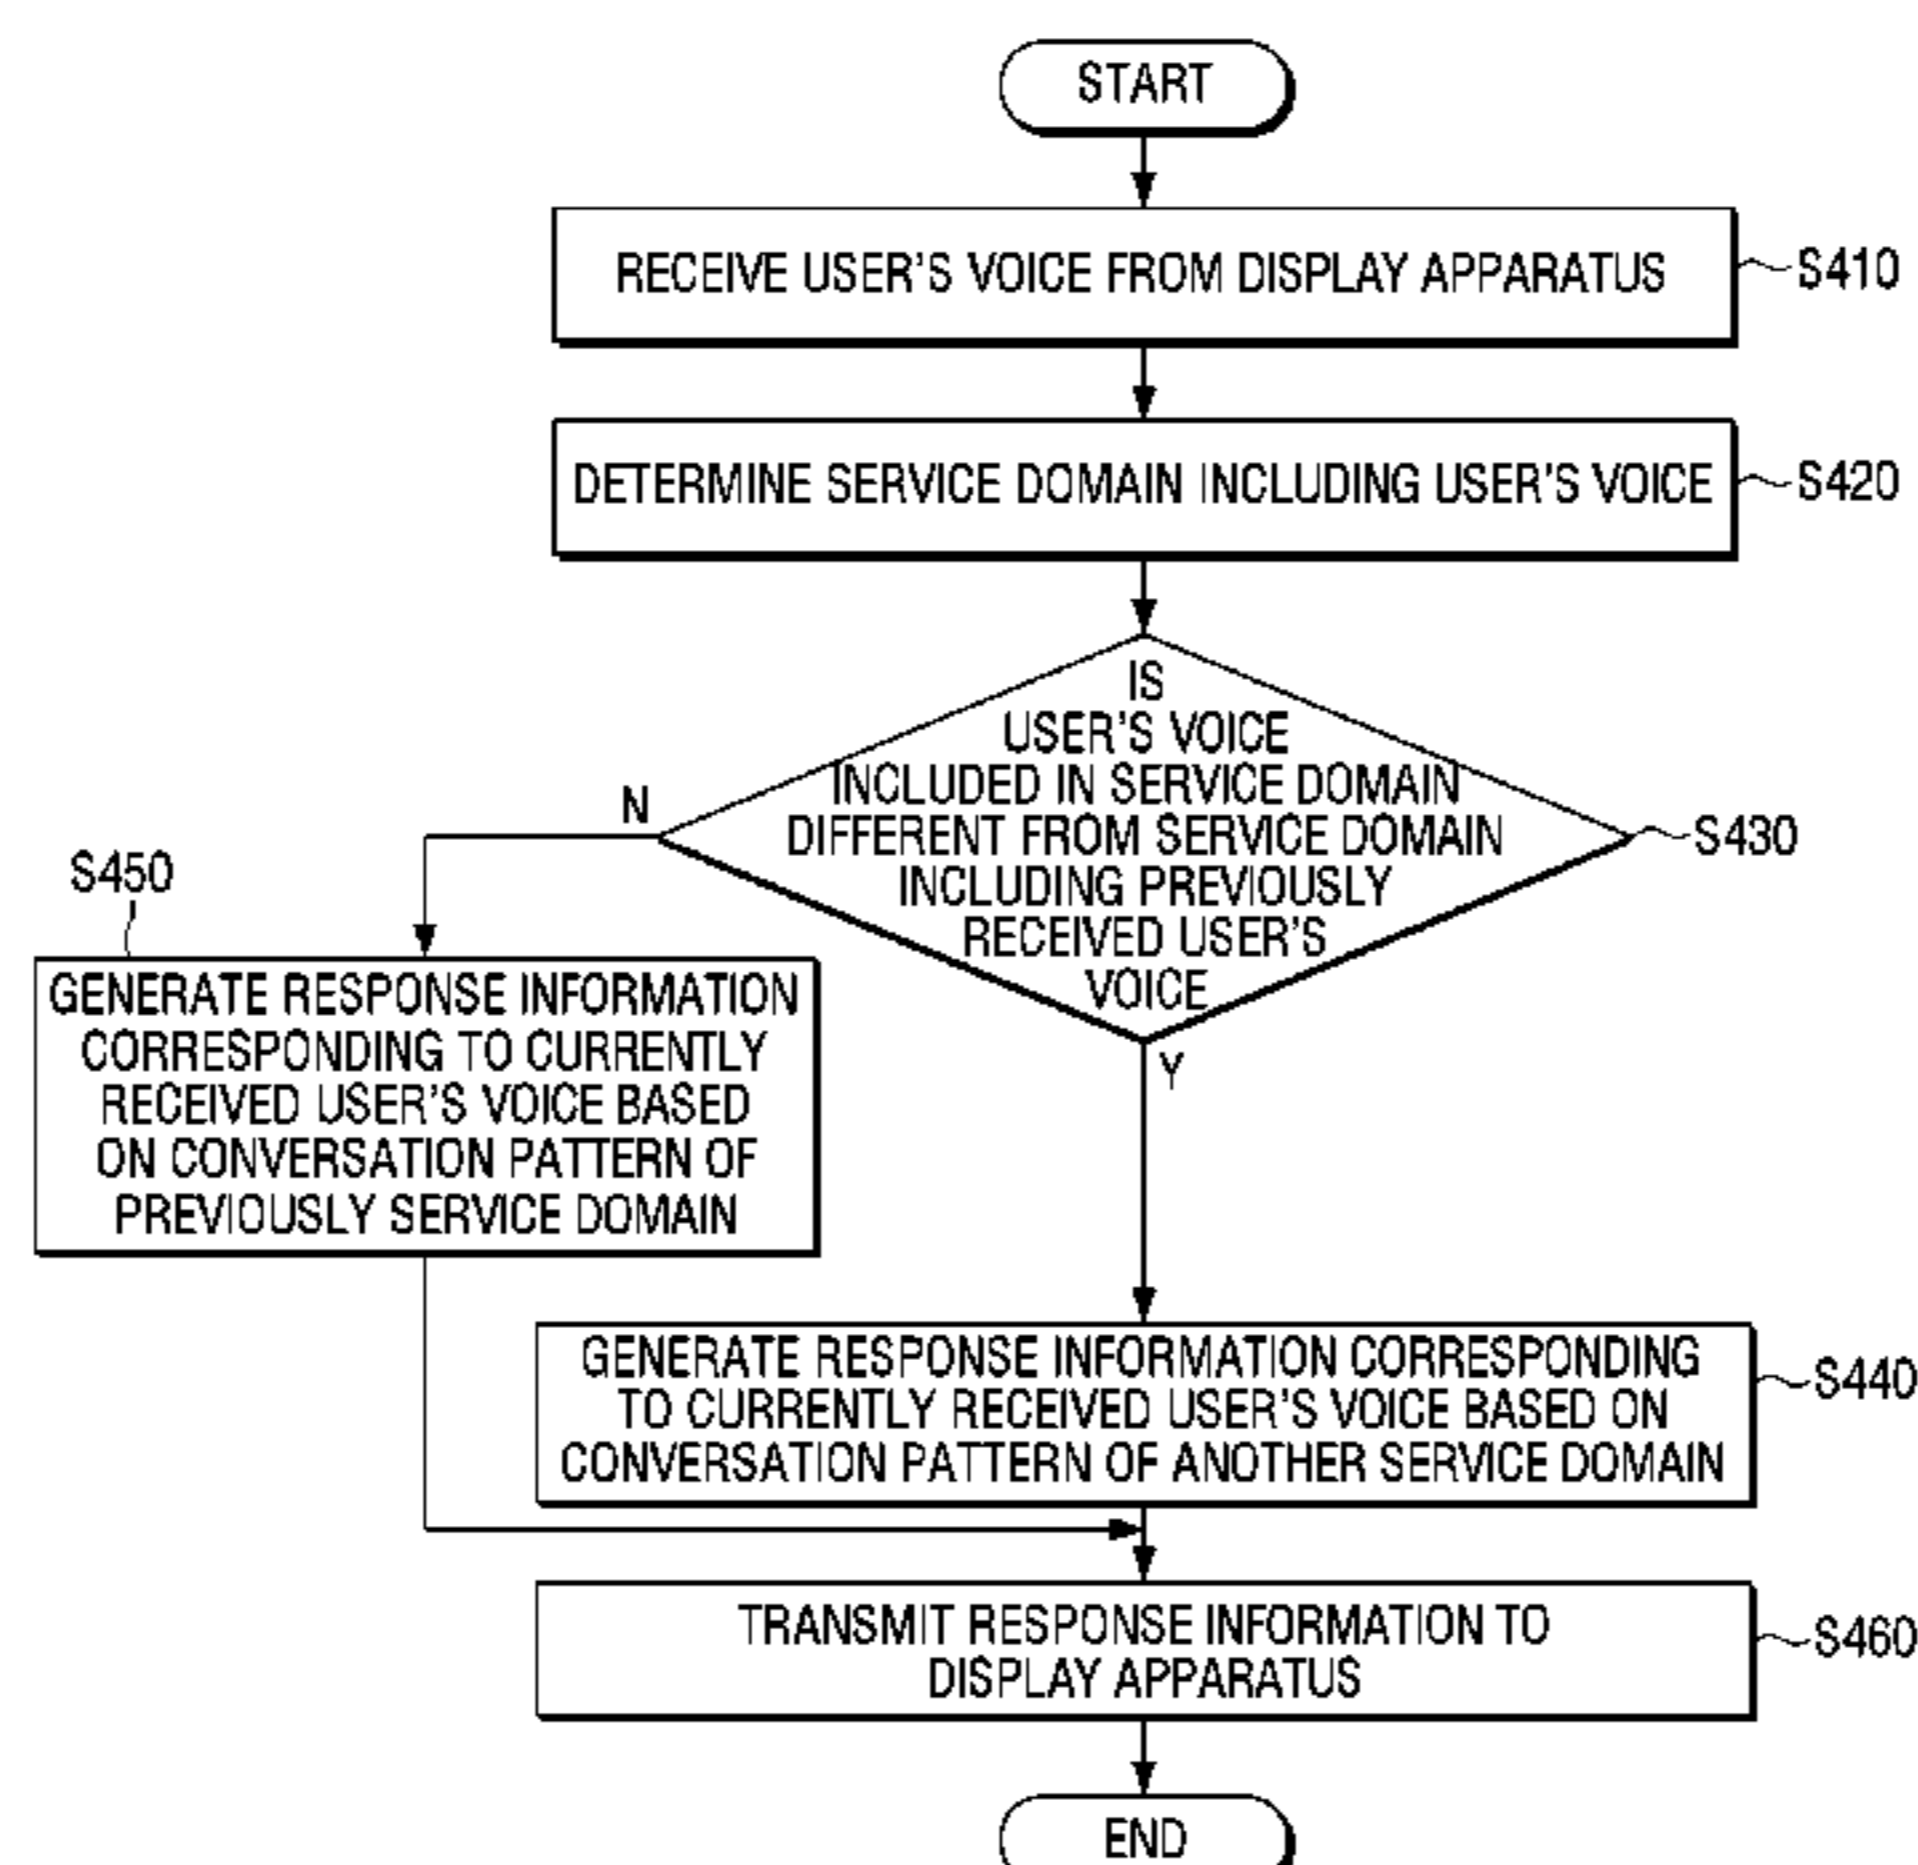 START
RECEIVE USER'S VOICE FROM DISPLAY APPARATUS
S410
DETERMINE SERVICE DOMAIN INCLUDING USER'S VOICE
S420
IS
USER'S VOICE
INCLUDED IN SERVICE DOMAIN
DIFFERENT FROM SERVICE DOMAIN
INCLUDING PREVIOUSLY
RECEIVED USER'S
VOICE
S430
N
Y
S450
GENERATE RESPONSE INFORMATION
CORRESPONDING TO CURRENTLY
RECEIVED USER'S VOICE BASED
ON CONVERSATION PATTERN OF
PREVIOUSLY SERVICE DOMAIN
GENERATE RESPONSE INFORMATION CORRESPONDING
TO CURRENTLY RECEIVED USER'S VOICE BASED ON
CONVERSATION PATTERN OF ANOTHER SERVICE DOMAIN
S440
TRANSMIT RESPONSE INFORMATION TO
DISPLAY APPARATUS
S460
END